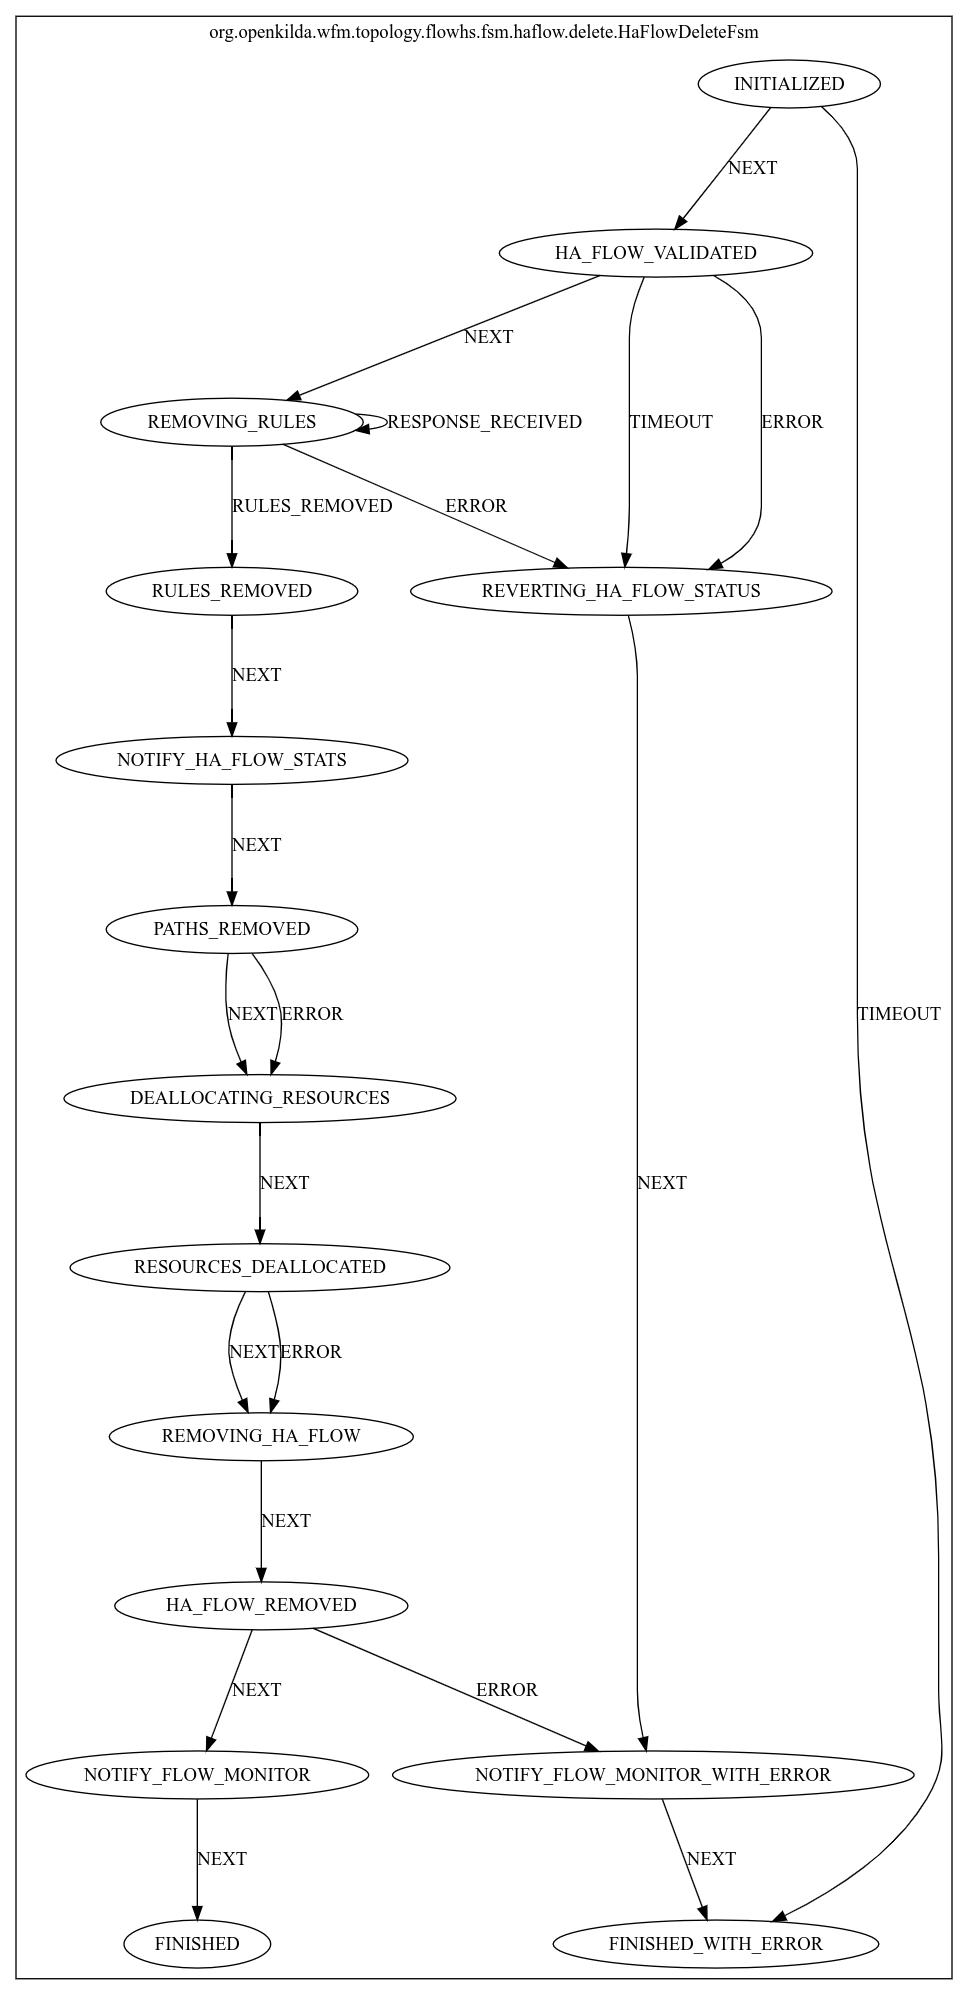 org.openkilda.wfm.topology.flowhs.fsm.haflow.delete.HaFlowDeleteFsm
INITIALIZED
NEXT
HA_FLOW_VALIDATED
NEXT
REMOVING_RULES
RESPONSE_RECEIVED
TIMEOUT
ERROR
RULES_REMOVED
ERROR
RULES_REMOVED
REVERTING_HA_FLOW_STATUS
NEXT
NOTIFY_HA_FLOW_STATS
NEXT
PATHS_REMOVED
NEXT
ERROR
TIMEOUT
DEALLOCATING_RESOURCES
NEXT
NEXT
RESOURCES_DEALLOCATED
NEXT
ERROR
REMOVING_HA_FLOW
NEXT
HA_FLOW_REMOVED
NEXT
ERROR
NOTIFY_FLOW_MONITOR
NOTIFY_FLOW_MONITOR_WITH_ERROR
NEXT
NEXT
FINISHED
FINISHED_WITH_ERROR